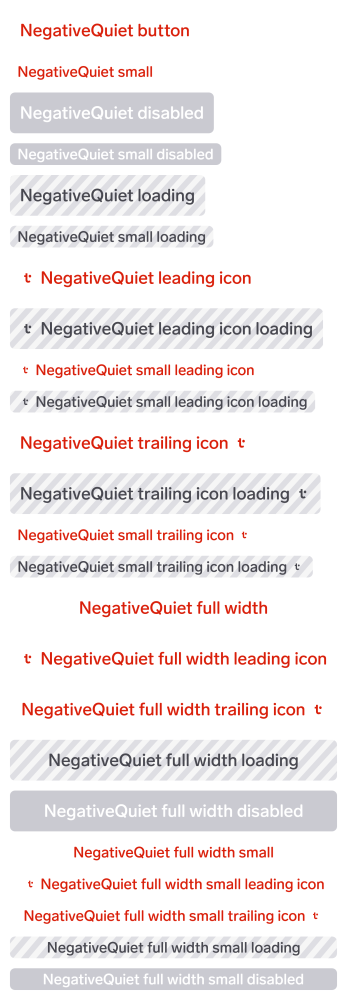 NegativeQuiet button
NegativeQuiet small
NegativeQuiet disabled
NegativeQuiet small disabled
NegativeQuiet loading
NegativeQuiet small loading
NegativeQuiet leading icon
NegativeQuiet leading icon loading
NegativeQuiet small leading icon
NegativeQuiet small leading icon loading
NegativeQuiet trailing icon
NegativeQuiet trailing icon loading
NegativeQuiet small trailing icon
NegativeQuiet small trailing icon loading
NegativeQuiet full width
NegativeQuiet full width leading icon
NegativeQuiet full width trailing icon
NegativeQuiet full width loading
NegativeQuiet full width disabled
NegativeQuiet full width small
NegativeQuiet full width small leading icon
NegativeQuiet full width small trailing icon
NegativeQuiet full width small loading
NegativeQuiet full width small disabled